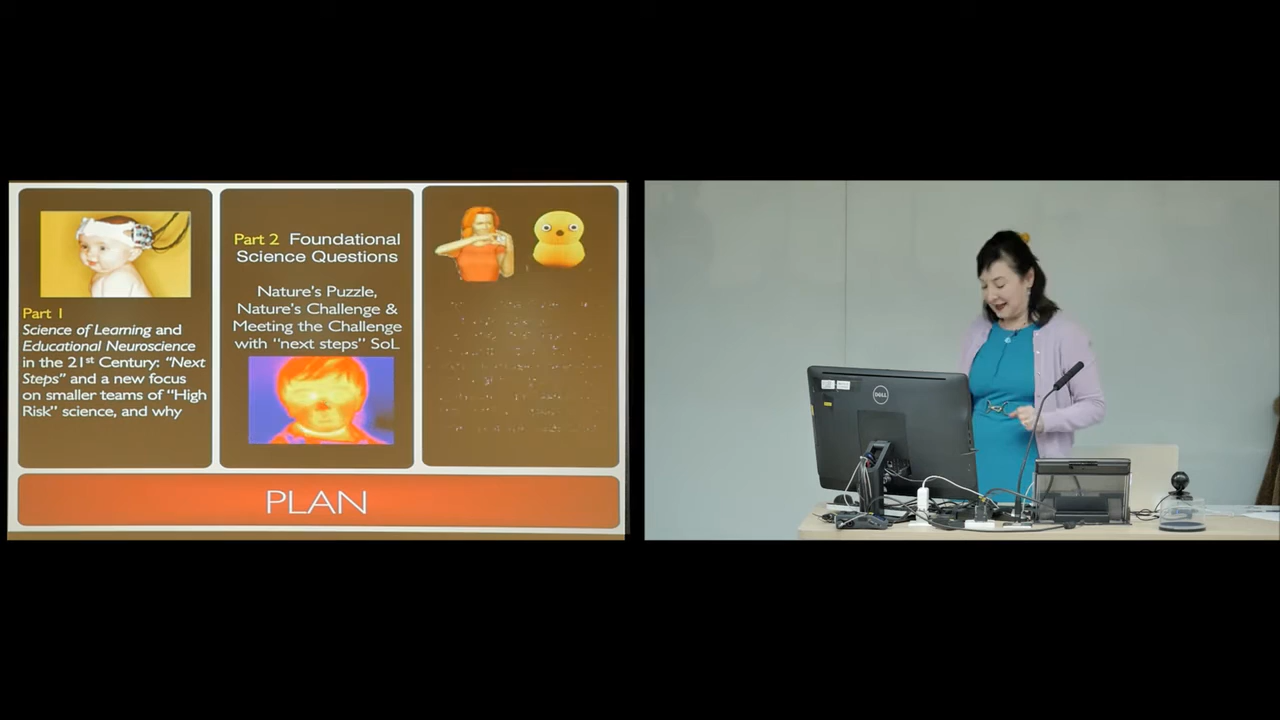 Part 1
Science of Learning and
Educational Neuroscience
in the 21st Century: "Next
Steps" and a new focus
on smaller teams of "High
Risk" science, and why
Part 2 Foundational
Science Questions
Nature's Puzzle,
Nature's Challenge &
Meeting the Challenge
with "next steps" SoL
PLAN
DELL